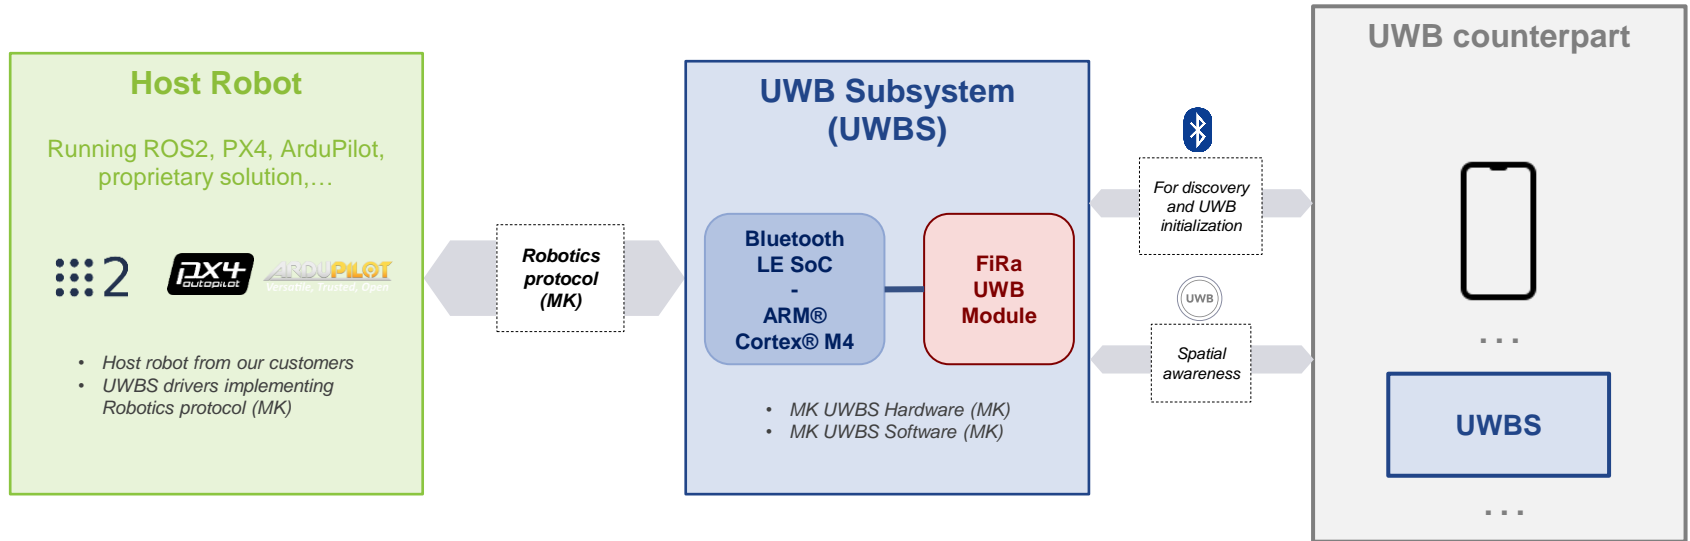 Host Robot
Running ROS2, PX4, ArduPilot,
proprietary solution,...
2
px4
autopilot
ARDUPILOT
Versatile, Trusted, Open
• Host robot from our customers
• UWBS drivers implementing
Robotics protocol (MK)
Robotics
protocol
(MK)
UWB Subsystem
(UWBS)
Bluetooth
LE SoC
-
ARM®
Cortex® M4
FiRa
UWB
Module
• MK UWBS Hardware (MK)
• MK UWBS Software (MK)
For discovery
and UWB
initialization
UWB
Spatial
awareness
UWB counterpart
...
UWBS
...